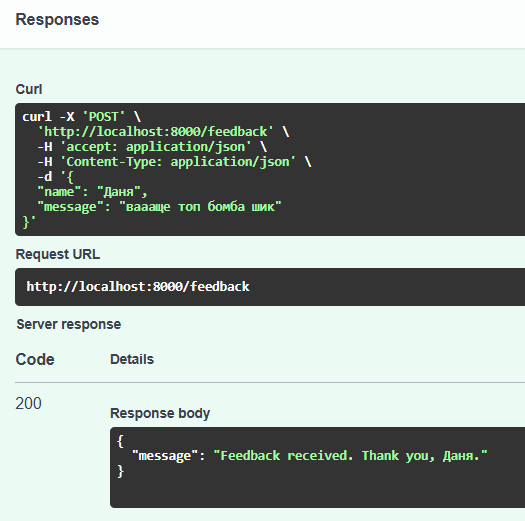 Responses
Curl
curl -X 'POST' \
  'http://localhost:8000/feedback' \
  -H 'accept: application/json' \
  -H 'Content-Type: application/json' \
  -d '{
  "name": "Даня",
  "message": "ваааще топ бомба шик"
}'
Request URL
http://localhost:8000/feedback
Server response
Code Details
200
Response body
{
  "message": "Feedback received. Thank you, Даня."
}